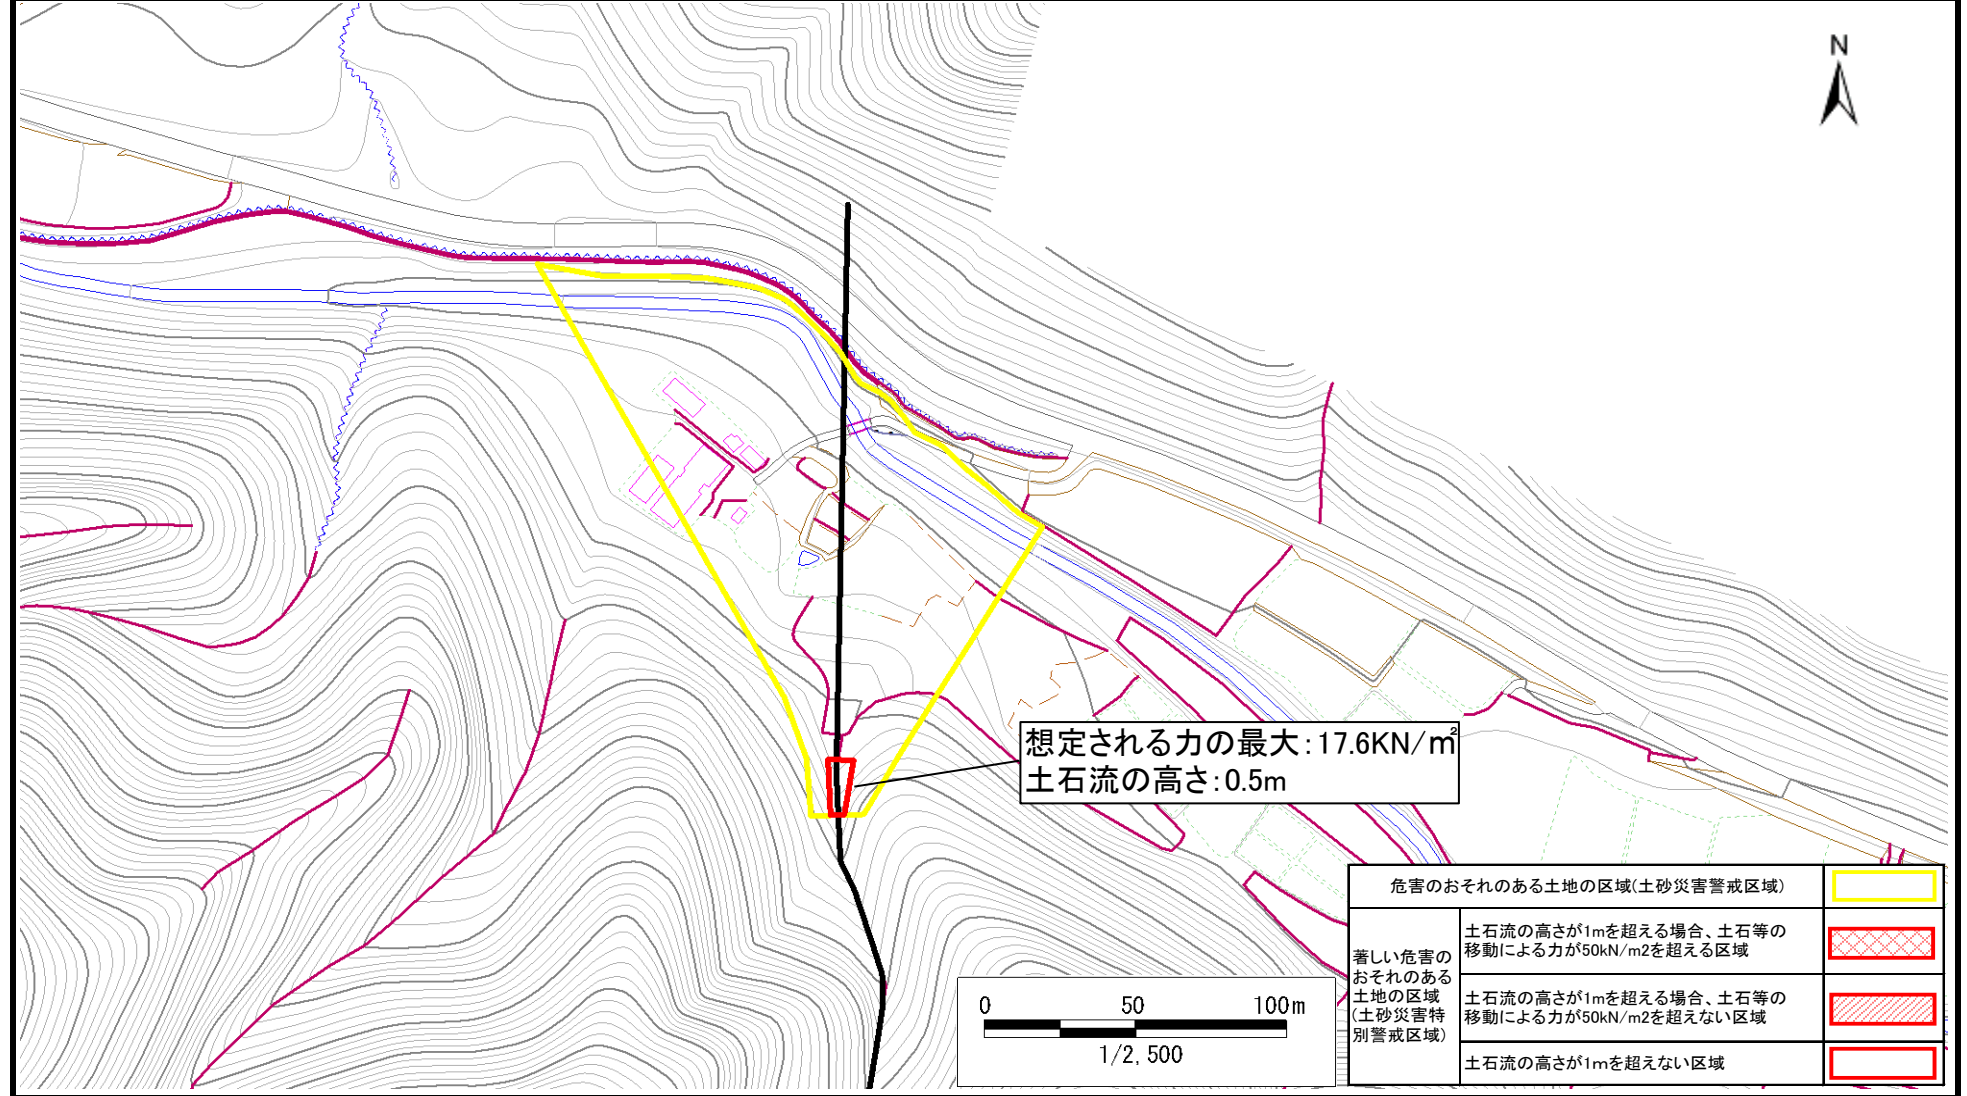 N
想定される力の最大:17.6KN/㎡
土石流の高さ:0.5m
0 50 100m
1/2,500
危害のおそれのある土地の区域(土砂災害警戒区域)
著しい危害の
おそれのある
土地の区域
(土砂災害特
別警戒区域)
土石流の高さが1mを超える場合、土石等の
移動による力が50kN/m2を超える区域
土石流の高さが1mを超える場合、土石等の
移動による力が50kN/m2を超えない区域
土石流の高さが1mを超えない区域